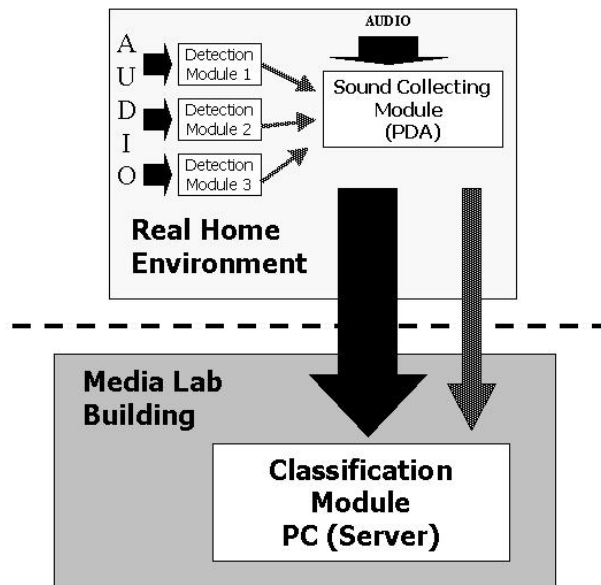 AUDIO
AUDIO
Detection
Module 1
Detection
Module 2
Detection
Module 3
Sound Collecting
Module
(PDA)
Real Home
Environment
Media Lab
Building
Classification
Module
PC (Server)